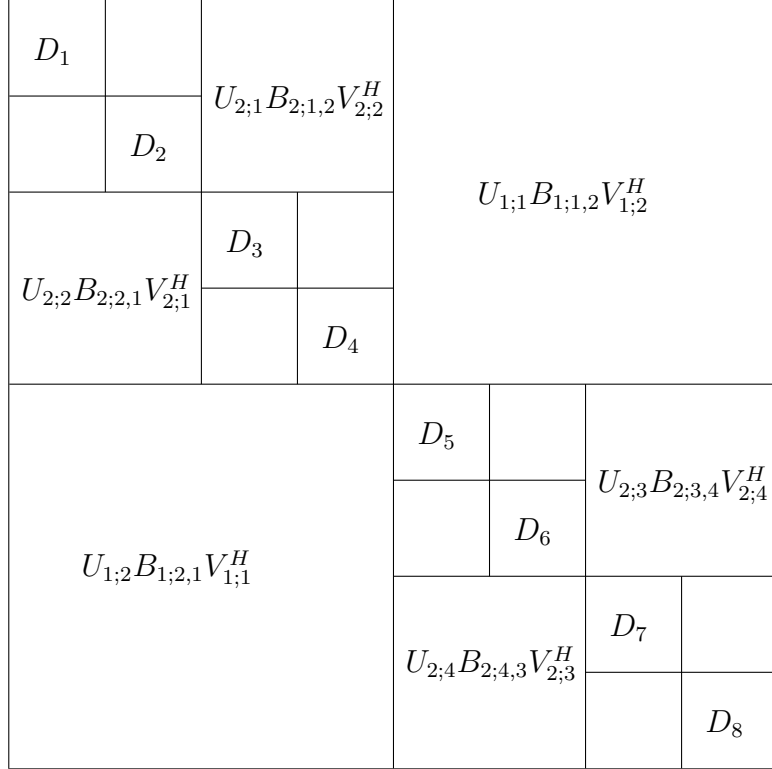 D_1
U_{2;1}B_{2;1,2}V_{2;2}^H
D_2
U_{1;1}B_{1;1,2}V_{1;2}^H
D_3
U_{2;2}B_{2;2,1}V_{2;1}^H
D_4
D_5
U_{2;3}B_{2;3,4}V_{2;4}^H
D_6
U_{1;2}B_{1;2,1}V_{1;1}^H
D_7
U_{2;4}B_{2;4,3}V_{2;3}^H
D_8